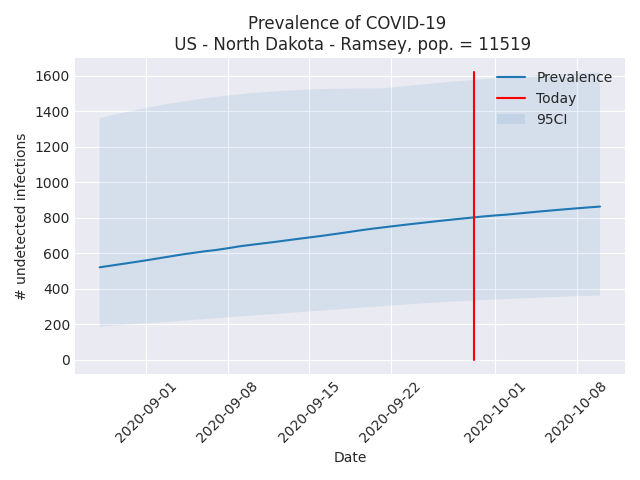 Prevalence of COVID-19
US - North Dakota - Ramsey, pop. = 11519
1600
1400
1200
1000
800
600
400
200
0
# undetected infections
Prevalence
Today
95CI
2020-09-01
2020-09-08
2020-09-15
2020-09-22
2020-10-01
2020-10-08
Date